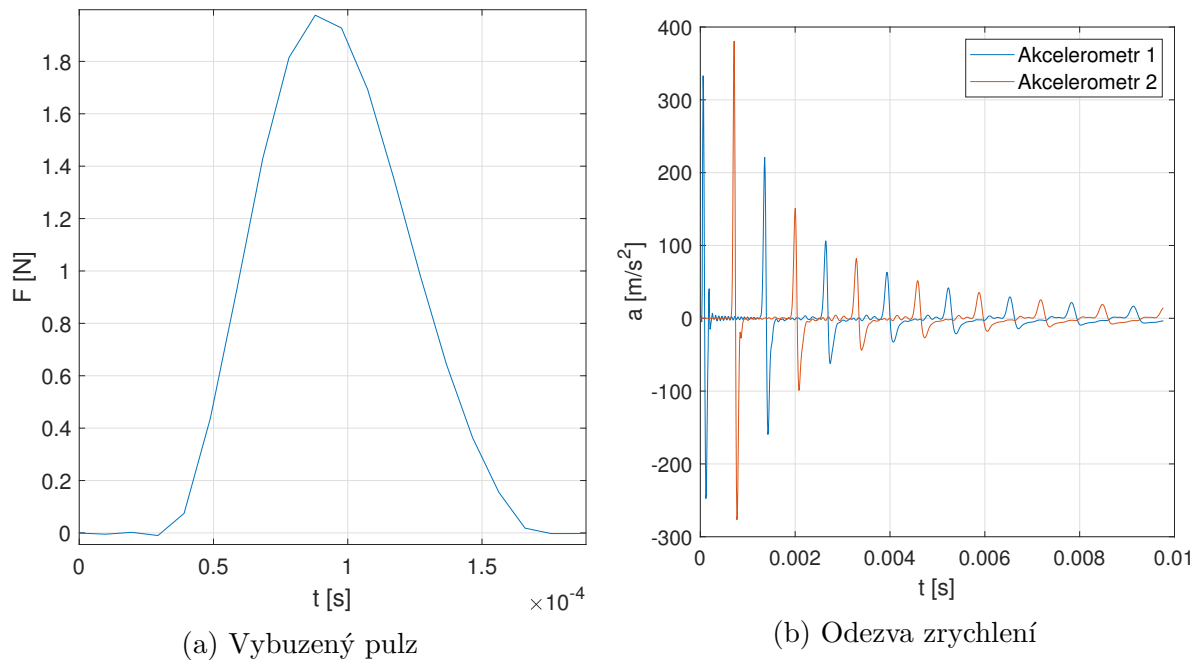 1.8
1.6
1.4
1.2
1
0.8
0.6
0.4
0.2
0
F [N]
0 0.5 1 1.5
×10⁻⁴
t [s]
(a) Vybuzený pulz
400
300
200
100
0
-100
-200
-300
a [m/s²]
Akcelerometr 1
Akcelerometr 2
0 0.002 0.004 0.006 0.008 0.01
t [s]
(b) Odezva zrychlení